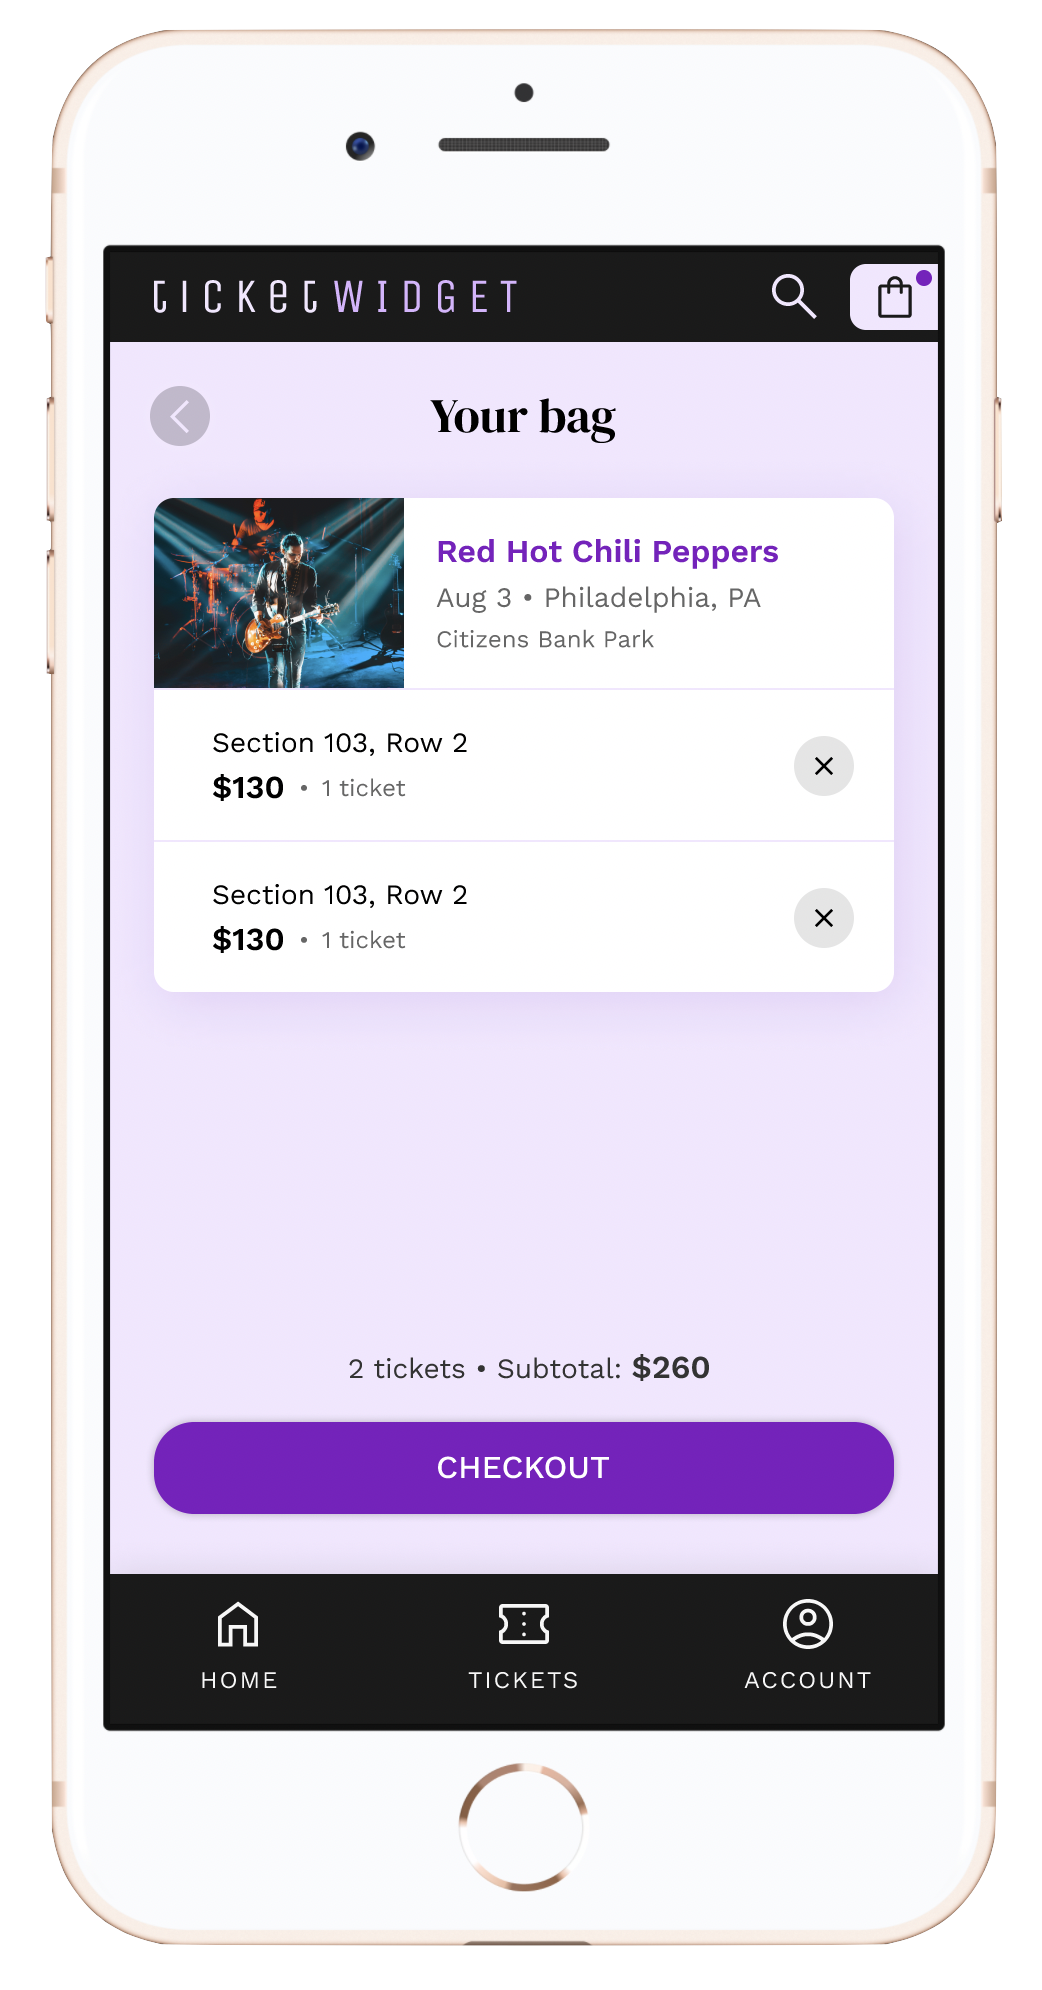 ticketWIDGET
Your bag
Red Hot Chili Peppers
Aug 3 • Philadelphia, PA
Citizens Bank Park
Section 103, Row 2
$130 • 1 ticket
Section 103, Row 2
$130 • 1 ticket
2 tickets • Subtotal: $260
CHECKOUT
HOME TICKETS ACCOUNT